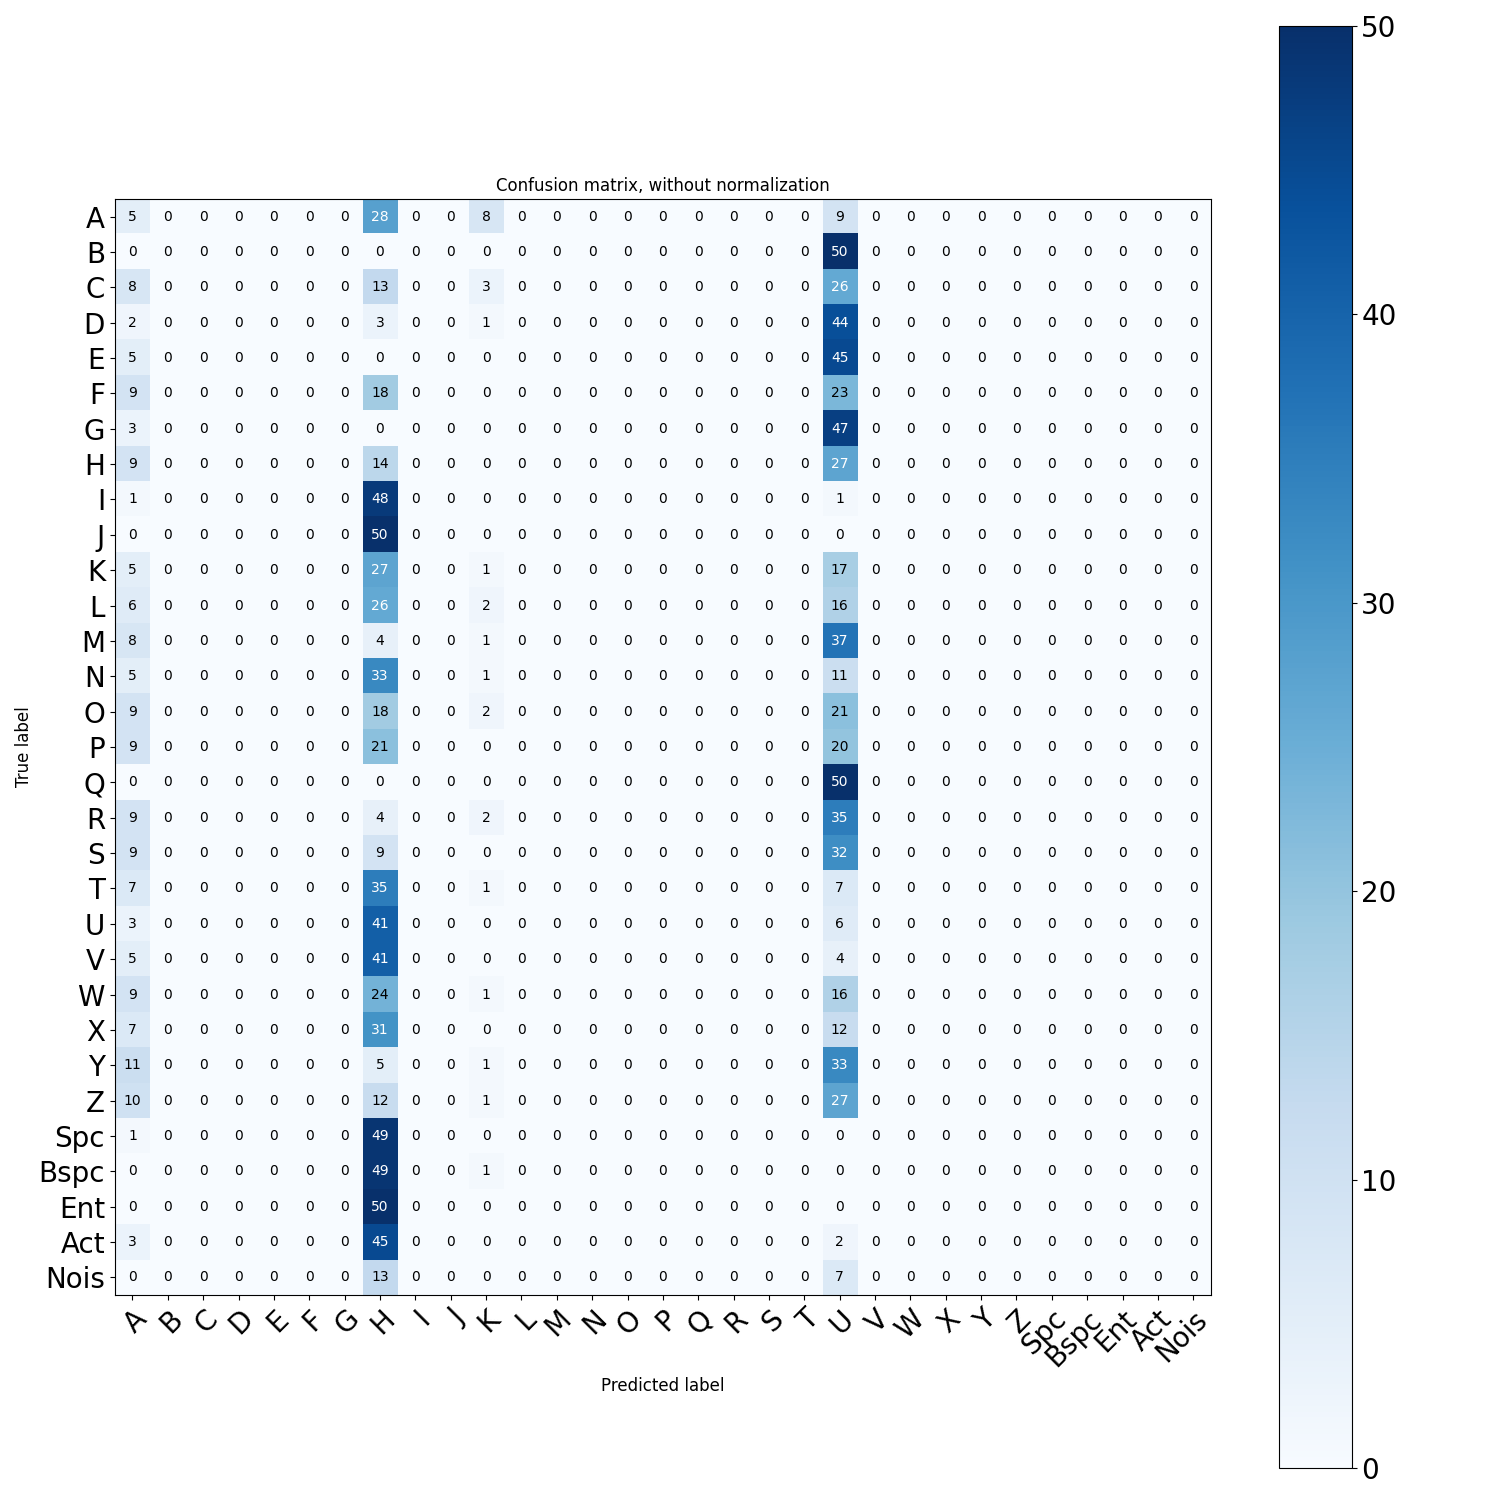 Confusion matrix, without normalization
A 5 0 0 0 0 0 0 28 0 0 8 0 0 0 0 0 0 0 0 0 9 0 0 0 0 0 0 0 0 0 0
B 0 0 0 0 0 0 0 0 0 0 0 0 0 0 0 0 0 0 0 0 50 0 0 0 0 0 0 0 0 0 0
C 8 0 0 0 0 0 0 13 0 0 3 0 0 0 0 0 0 0 0 0 26 0 0 0 0 0 0 0 0 0 0
D 2 0 0 0 0 0 0 3 0 0 1 0 0 0 0 0 0 0 0 0 44 0 0 0 0 0 0 0 0 0 0
E 5 0 0 0 0 0 0 0 0 0 0 0 0 0 0 0 0 0 0 0 45 0 0 0 0 0 0 0 0 0 0
F 9 0 0 0 0 0 0 18 0 0 0 0 0 0 0 0 0 0 0 0 23 0 0 0 0 0 0 0 0 0 0
G 3 0 0 0 0 0 0 0 0 0 0 0 0 0 0 0 0 0 0 0 47 0 0 0 0 0 0 0 0 0 0
H 9 0 0 0 0 0 0 14 0 0 0 0 0 0 0 0 0 0 0 0 27 0 0 0 0 0 0 0 0 0 0
I 1 0 0 0 0 0 0 48 0 0 0 0 0 0 0 0 0 0 0 0 1 0 0 0 0 0 0 0 0 0 0
J 0 0 0 0 0 0 0 50 0 0 0 0 0 0 0 0 0 0 0 0 0 0 0 0 0 0 0 0 0 0 0
K 5 0 0 0 0 0 0 27 0 0 1 0 0 0 0 0 0 0 0 0 17 0 0 0 0 0 0 0 0 0 0
L 6 0 0 0 0 0 0 26 0 0 2 0 0 0 0 0 0 0 0 0 16 0 0 0 0 0 0 0 0 0 0
M 8 0 0 0 0 0 0 4 0 0 1 0 0 0 0 0 0 0 0 0 37 0 0 0 0 0 0 0 0 0 0
N 5 0 0 0 0 0 0 33 0 0 1 0 0 0 0 0 0 0 0 0 11 0 0 0 0 0 0 0 0 0 0
O 9 0 0 0 0 0 0 18 0 0 2 0 0 0 0 0 0 0 0 0 21 0 0 0 0 0 0 0 0 0 0
P 9 0 0 0 0 0 0 21 0 0 0 0 0 0 0 0 0 0 0 0 20 0 0 0 0 0 0 0 0 0 0
Q 0 0 0 0 0 0 0 0 0 0 0 0 0 0 0 0 0 0 0 0 50 0 0 0 0 0 0 0 0 0 0
R 9 0 0 0 0 0 0 4 0 0 2 0 0 0 0 0 0 0 0 0 35 0 0 0 0 0 0 0 0 0 0
S 9 0 0 0 0 0 0 9 0 0 0 0 0 0 0 0 0 0 0 0 32 0 0 0 0 0 0 0 0 0 0
T 7 0 0 0 0 0 0 35 0 0 1 0 0 0 0 0 0 0 0 0 7 0 0 0 0 0 0 0 0 0 0
U 3 0 0 0 0 0 0 41 0 0 0 0 0 0 0 0 0 0 0 0 6 0 0 0 0 0 0 0 0 0 0
V 5 0 0 0 0 0 0 41 0 0 0 0 0 0 0 0 0 0 0 0 4 0 0 0 0 0 0 0 0 0 0
W 9 0 0 0 0 0 0 24 0 0 1 0 0 0 0 0 0 0 0 0 16 0 0 0 0 0 0 0 0 0 0
X 7 0 0 0 0 0 0 31 0 0 0 0 0 0 0 0 0 0 0 0 12 0 0 0 0 0 0 0 0 0 0
Y 11 0 0 0 0 0 0 5 0 0 1 0 0 0 0 0 0 0 0 0 33 0 0 0 0 0 0 0 0 0 0
Z 10 0 0 0 0 0 0 12 0 0 1 0 0 0 0 0 0 0 0 0 27 0 0 0 0 0 0 0 0 0 0
Spc 1 0 0 0 0 0 0 49 0 0 0 0 0 0 0 0 0 0 0 0 0 0 0 0 0 0 0 0 0 0 0
Bspc 0 0 0 0 0 0 0 49 0 0 1 0 0 0 0 0 0 0 0 0 0 0 0 0 0 0 0 0 0 0 0
Ent 0 0 0 0 0 0 0 50 0 0 0 0 0 0 0 0 0 0 0 0 0 0 0 0 0 0 0 0 0 0 0
Act 3 0 0 0 0 0 0 45 0 0 0 0 0 0 0 0 0 0 0 0 2 0 0 0 0 0 0 0 0 0 0
Nois 0 0 0 0 0 0 0 13 0 0 0 0 0 0 0 0 0 0 0 0 7 0 0 0 0 0 0 0 0 0 0
A B C D E F G H I J K L M N O P Q R S T U V W X Y Z Spc Bspc Ent Act Nois
Predicted label
True label
50
40
30
20
10
0